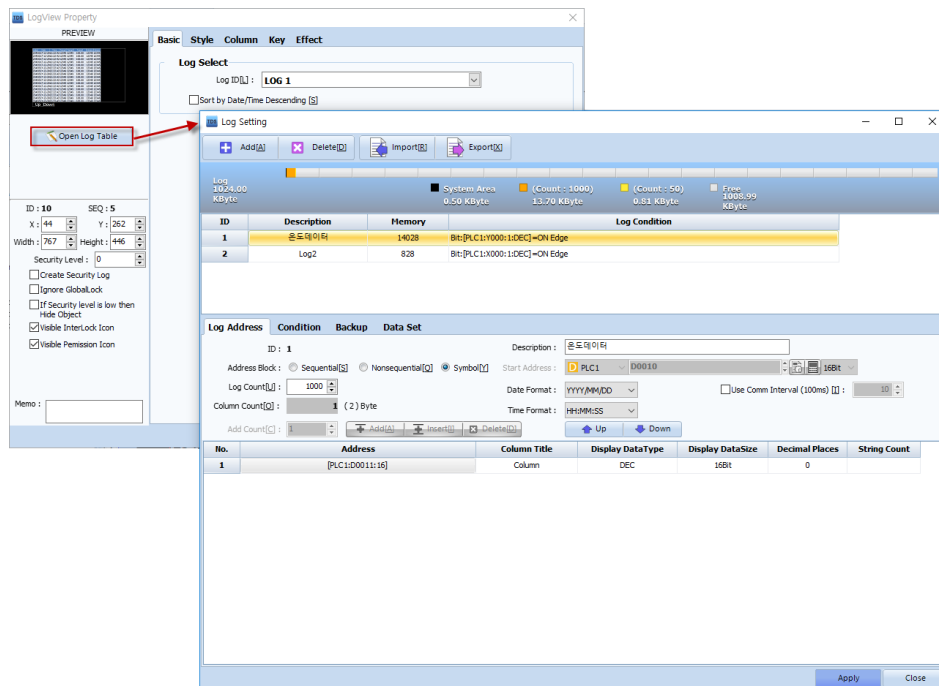 LogView Property
PREVIEW
Up Down
Open Log Table
ID : 10 SEQ : 5
X : 44 Y : 262
Width : 767 Height : 446
Security Level : 0
Create Security Log
Ignore GlobalLock
If Security level is low then
Hide Object
Visible InterLock Icon
Visible Pemission Icon
Memo :
Basic Style Column Key Effect
Log Select
Log ID[L] : LOG 1
Sort by Date/Time Descending [S]
Log Setting
Add[A] Delete[D] Import[R] Export[X]
Log
1024.00
KByte
System Area
0.50 KByte
(Count : 1000)
13.70 KByte
(Count : 50)
0.81 KByte
Free
1008.99
KByte
ID Description Memory Log Condition
1 온도데이터 14028 Bit:[PLC1:Y000:1:DEC]=ON Edge
2 Log2 828 Bit:[PLC1:X000:1:DEC]=ON Edge
Log Address Condition Backup Data Set
ID : 1 Description : 온도데이터
Address Block : Sequential[S] Nonsequential[Q] Symbol[Y] Start Address : D PLC1 D0010 16Bit
Log Count[U] : 1000 Date Format : YYYY/MM/DD Use Comm Interval (100ms) [I] : 10
Column Count[O] : 1 ( 2 ) Byte Time Format : HH:MM:SS
Add Count[C] : 1 Add[A] Insert[I] Delete[D] Up Down
No. Address Column Title Display DataType Display DataSize Decimal Places String Count
1 [PLC1:D0011:16] Column DEC 16Bit 0
Apply Close